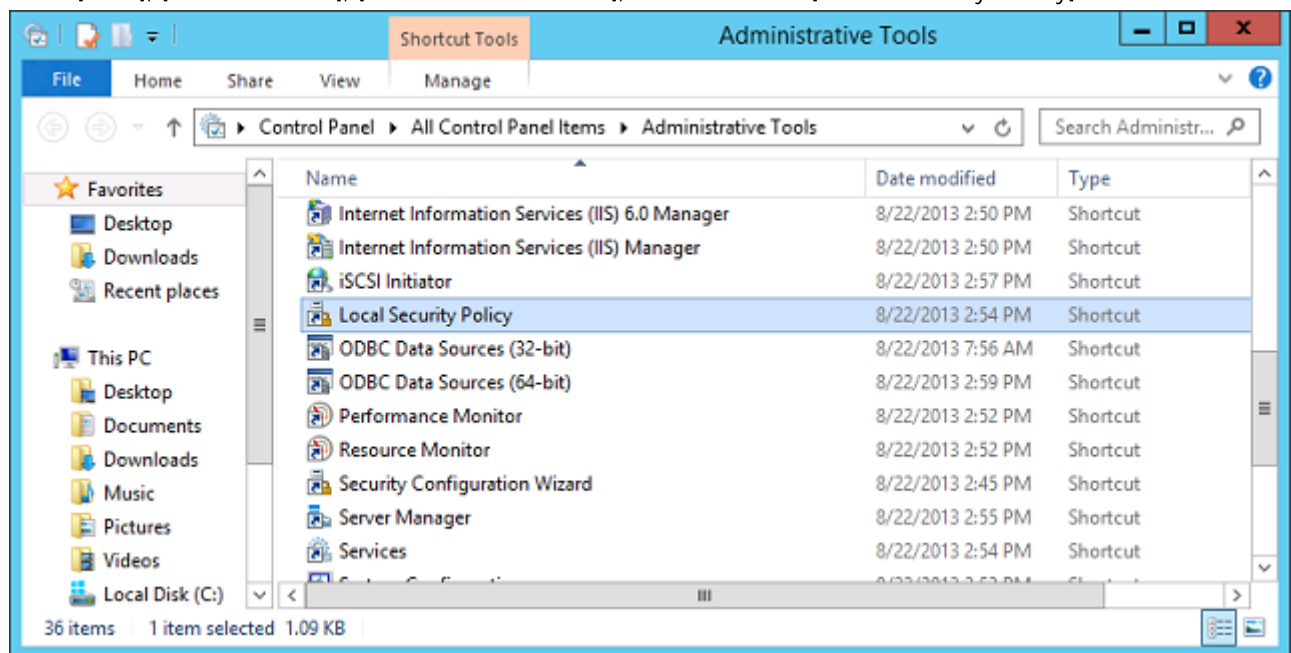 Shortcut Tools Administrative Tools
File Home Share View Manage
Control Panel All Control Panel Items Administrative Tools Search Administr...
Favorites
Desktop
Downloads
Recent places
This PC
Desktop
Documents
Downloads
Music
Pictures
Videos
Local Disk (C:)
Name Date modified Type
Internet Information Services (IIS) 6.0 Manager 8/22/2013 2:50 PM Shortcut
Internet Information Services (IIS) Manager 8/22/2013 2:50 PM Shortcut
iSCSI Initiator 8/22/2013 2:57 PM Shortcut
Local Security Policy 8/22/2013 2:54 PM Shortcut
ODBC Data Sources (32-bit) 8/22/2013 7:56 AM Shortcut
ODBC Data Sources (64-bit) 8/22/2013 2:59 PM Shortcut
Performance Monitor 8/22/2013 2:52 PM Shortcut
Resource Monitor 8/22/2013 2:52 PM Shortcut
Security Configuration Wizard 8/22/2013 2:45 PM Shortcut
Server Manager 8/22/2013 2:55 PM Shortcut
Services 8/22/2013 2:54 PM Shortcut
36 items 1 item selected 1.09 KB